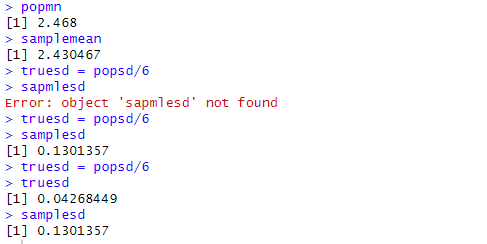 > popmn
[1] 2.468
> samplemean
[1] 2.430467
> truesd = popsd/6
> sapmlesd
Error: object 'sapmlesd' not found
> truesd = popsd/6
> samplesd
[1] 0.1301357
> truesd = popsd/6
> truesd
[1] 0.04268449
> samplesd
[1] 0.1301357